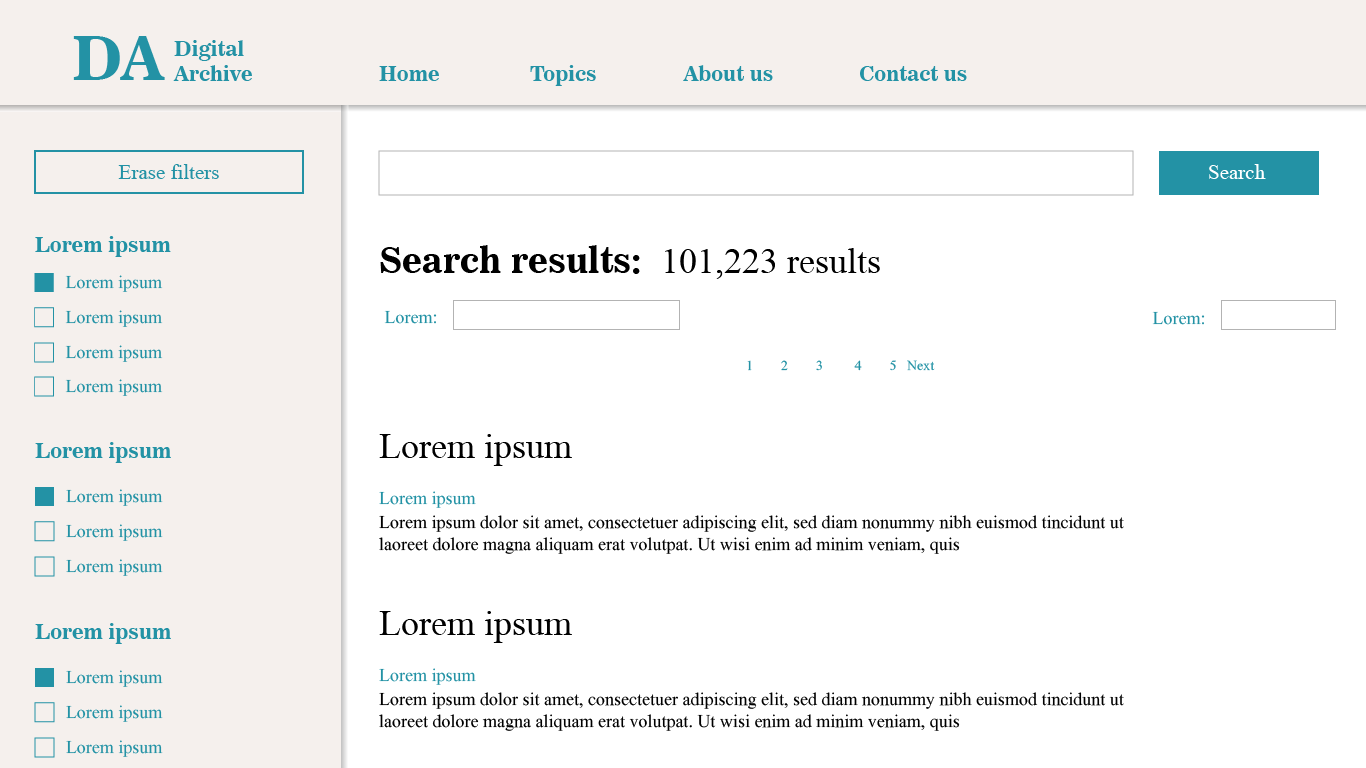 DA Digital
Archive
Home Topics About us Contact us
Erase filters
Lorem ipsum
Lorem ipsum
Lorem ipsum
Lorem ipsum
Lorem ipsum
Lorem ipsum
Lorem ipsum
Lorem ipsum
Lorem ipsum
Lorem ipsum
Lorem ipsum
Lorem ipsum
Lorem ipsum
Search
Search results: 101,223 results
Lorem: Lorem:
1 2 3 4 5 Next
Lorem ipsum
Lorem ipsum
Lorem ipsum dolor sit amet, consectetuer adipiscing elit, sed diam nonummy nibh euismod tincidunt ut
laoreet dolore magna aliquam erat volutpat. Ut wisi enim ad minim veniam, quis
Lorem ipsum
Lorem ipsum
Lorem ipsum dolor sit amet, consectetuer adipiscing elit, sed diam nonummy nibh euismod tincidunt ut
laoreet dolore magna aliquam erat volutpat. Ut wisi enim ad minim veniam, quis